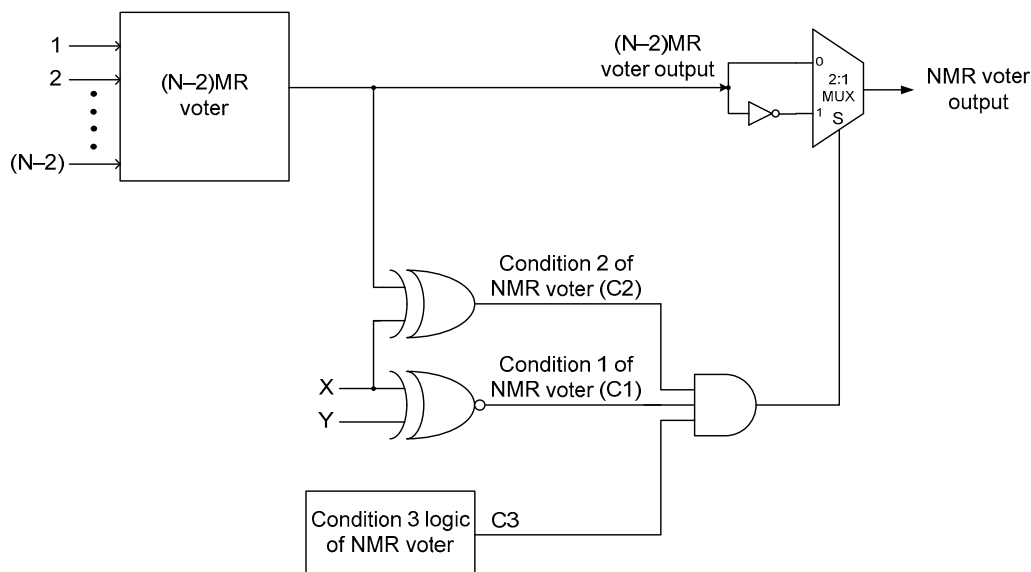 1
2
(N–2)
(N–2)MR
voter
(N–2)MR
voter output
0
2:1
MUX
1
S
NMR voter
output
Condition 2 of
NMR voter (C2)
Condition 1 of
NMR voter (C1)
X
Y
Condition 3 logic
of NMR voter
C3